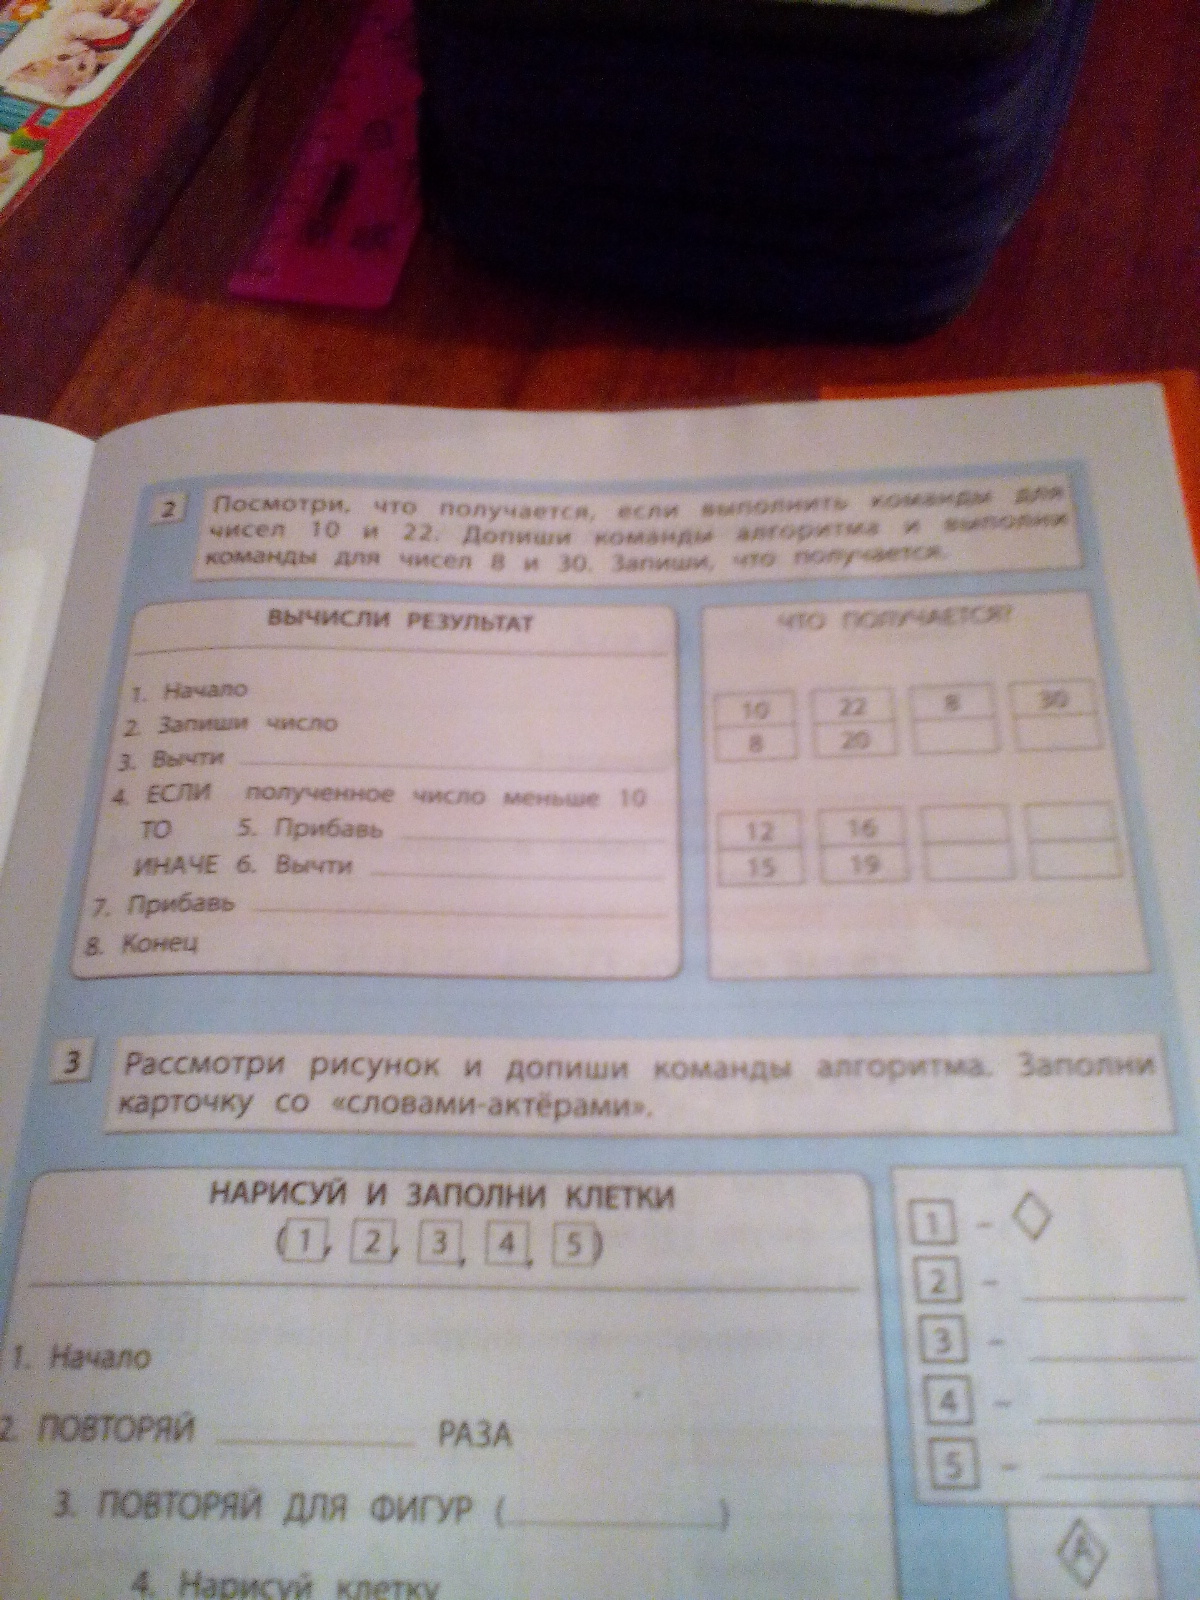 2 Посмотри, что получается, если выполнить команды для
чисел 10 и 22. Допиши команды алгоритма и выполни
команды для чисел 8 и 30. Запиши, что получается.
ВЫЧИСЛИ РЕЗУЛЬТАТ
1. Начало
2. Запиши число
3. Вычти
4. ЕСЛИ полученное число меньше 10
ТО 5. Прибавь
ИНАЧЕ 6. Вычти
7. Прибавь
8. Конец
ЧТО ПОЛУЧАЕТСЯ?
10 22 8 30
8 20
12 16
15 19
3 Рассмотри рисунок и допиши команды алгоритма. Заполни
карточку со «словами-актёрами».
НАРИСУЙ И ЗАПОЛНИ КЛЕТКИ
(1, 2, 3, 4, 5)
1. Начало
2. ПОВТОРЯЙ РАЗА
3. ПОВТОРЯЙ ДЛЯ ФИГУР ( )
4. Нарисуй клетку
1 –
2 –
3 –
4 –
5 –
А